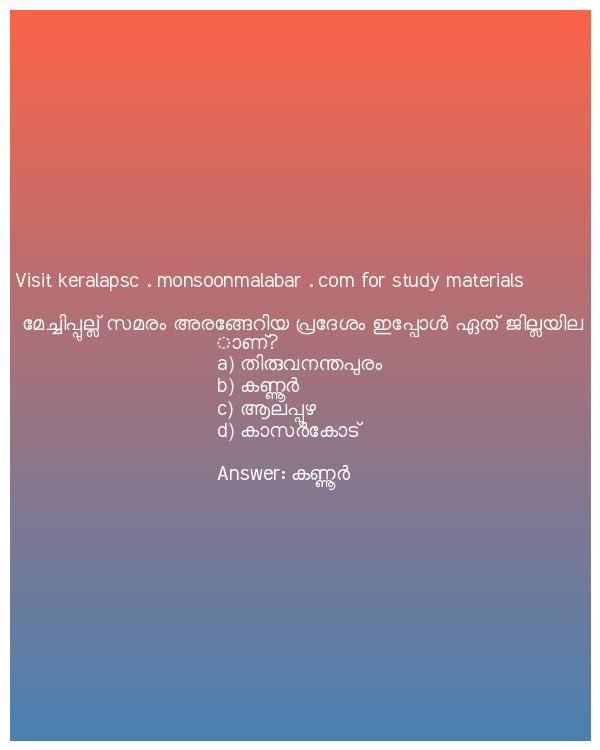 Visit keralapsc . monsoonmalabar . com for study materials
മേച്ചിപ്പുല്ല് സമരം അരങ്ങേറിയ പ്രദേശം ഇപ്പോൾ ഏത് ജില്ലയില
ാണ്?
a) തിരുവനന്തപുരം
b) കണ്ണൂർ
c) ആലപ്പുഴ
d) കാസർകോട്
Answer: കണ്ണൂർ